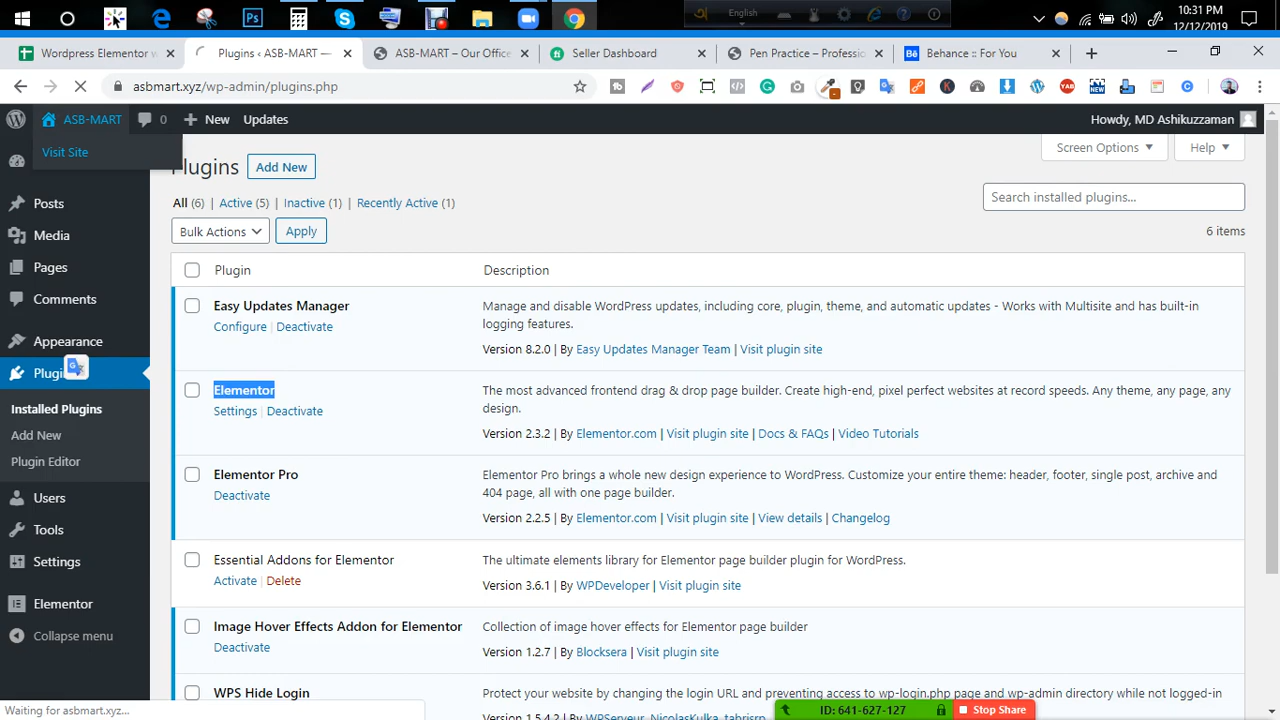 English
10:31 PM
12/12/2019
Wordpress Elementor w
Plugins ‹ ASB-MART —
ASB-MART – Our Office
Seller Dashboard
Pen Practice – Professio
Behance :: For You
asbmart.xyz/wp-admin/plugins.php
ASB-MART
0
New
Updates
Howdy, MD Ashikuzzaman
Visit Site
Plugins
Add New
Screen Options
Help
Posts
Media
Pages
Comments
Appearance
Installed Plugins
Add New
Plugin Editor
Users
Tools
Settings
Elementor
Collapse menu
All (6) | Active (5) | Inactive (1) | Recently Active (1)
Search installed plugins...
Bulk Actions
Apply
6 items
Plugin
Description
Easy Updates Manager
Configure | Deactivate
Manage and disable WordPress updates, including core, plugin, theme, and automatic updates - Works with Multisite and has built-in
logging features.
Version 8.2.0 | By Easy Updates Manager Team | Visit plugin site
Elementor
Settings | Deactivate
The most advanced frontend drag & drop page builder. Create high-end, pixel perfect websites at record speeds. Any theme, any page, any
design.
Version 2.3.2 | By Elementor.com | Visit plugin site | Docs & FAQs | Video Tutorials
Elementor Pro
Deactivate
Elementor Pro brings a whole new design experience to WordPress. Customize your entire theme: header, footer, single post, archive and
404 page, all with one page builder.
Version 2.2.5 | By Elementor.com | Visit plugin site | View details | Changelog
Essential Addons for Elementor
Activate | Delete
The ultimate elements library for Elementor page builder plugin for WordPress.
Version 3.6.1 | By WPDeveloper | Visit plugin site
Image Hover Effects Addon for Elementor
Deactivate
Collection of image hover effects for Elementor page builder
Version 1.2.7 | By Blocksera | Visit plugin site
WPS Hide Login
Protect your website by changing the login URL and preventing access to wp-login.php page and wp-admin directory while not logged-in
Version 1.5.4.2 | By WPServeur, NicolasKulka, tabrisrp
Waiting for asbmart.xyz...
ID: 641-627-127
Stop Share